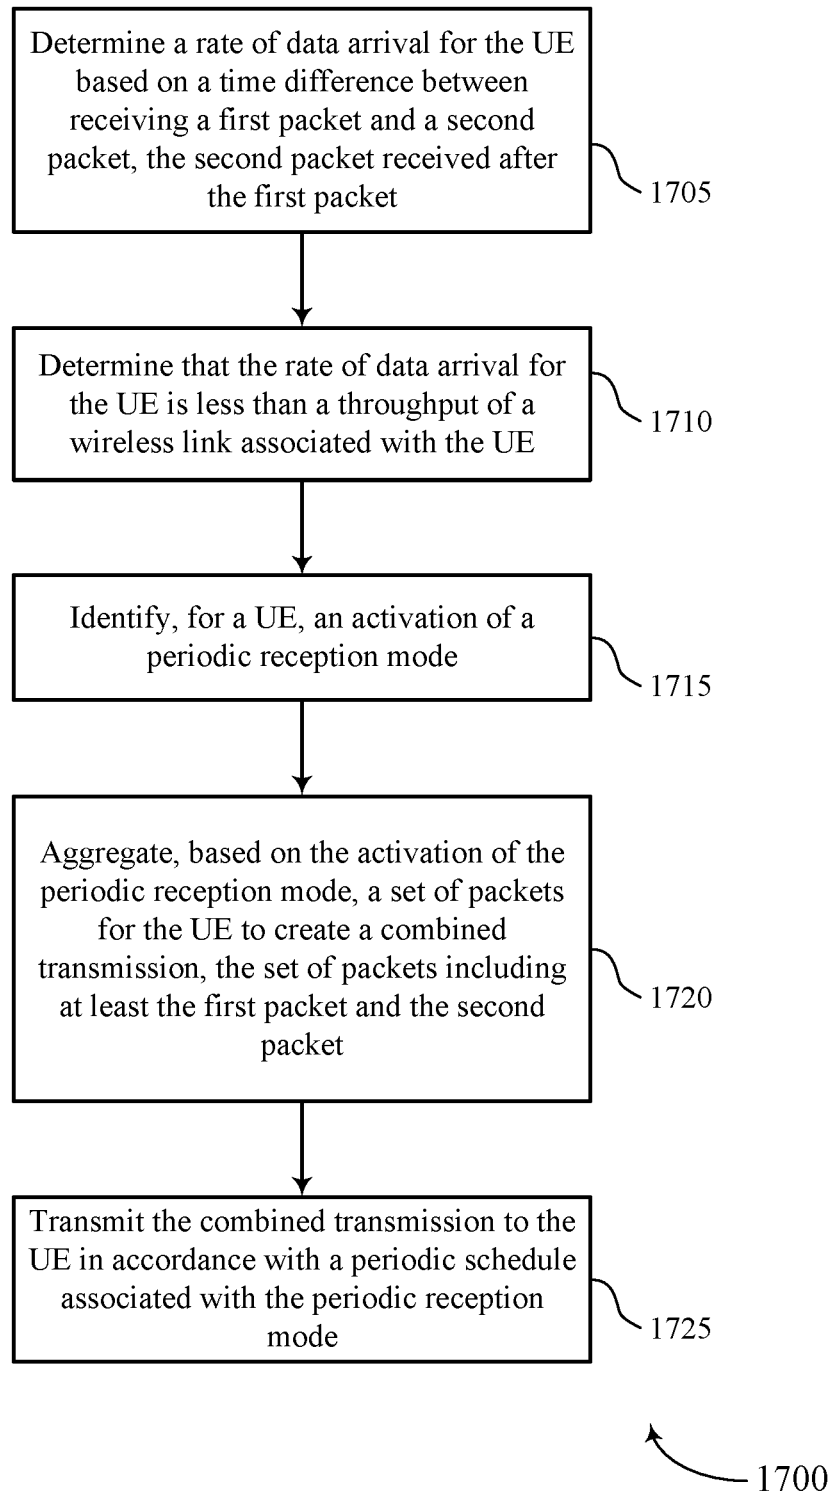 Determine a rate of data arrival for the UE
based on a time difference between
receiving a first packet and a second
packet, the second packet received after
the first packet
1705
Determine that the rate of data arrival for
the UE is less than a throughput of a
wireless link associated with the UE
1710
Identify, for a UE, an activation of a
periodic reception mode
1715
Aggregate, based on the activation of the
periodic reception mode, a set of packets
for the UE to create a combined
transmission, the set of packets including
at least the first packet and the second
packet
1720
Transmit the combined transmission to the
UE in accordance with a periodic schedule
associated with the periodic reception
mode
1725
1700